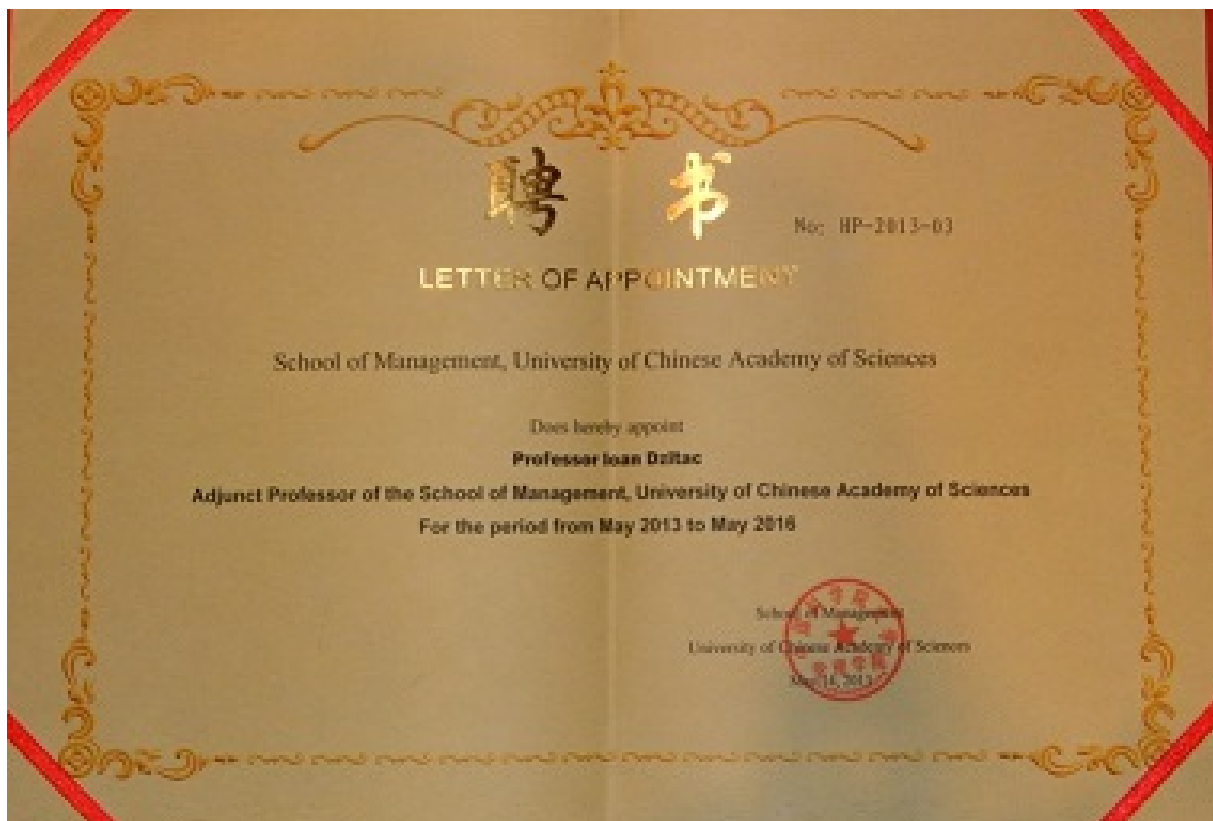 聘书
No: HP-2013-03
LETTER OF APPOINTMENT
School of Management, University of Chinese Academy of Sciences
Does hereby appoint
Professor Ioan Dzitac
Adjunct Professor of the School of Management, University of Chinese Academy of Sciences
For the period from May 2013 to May 2016
School of Management
University of Chinese Academy of Sciences
2013